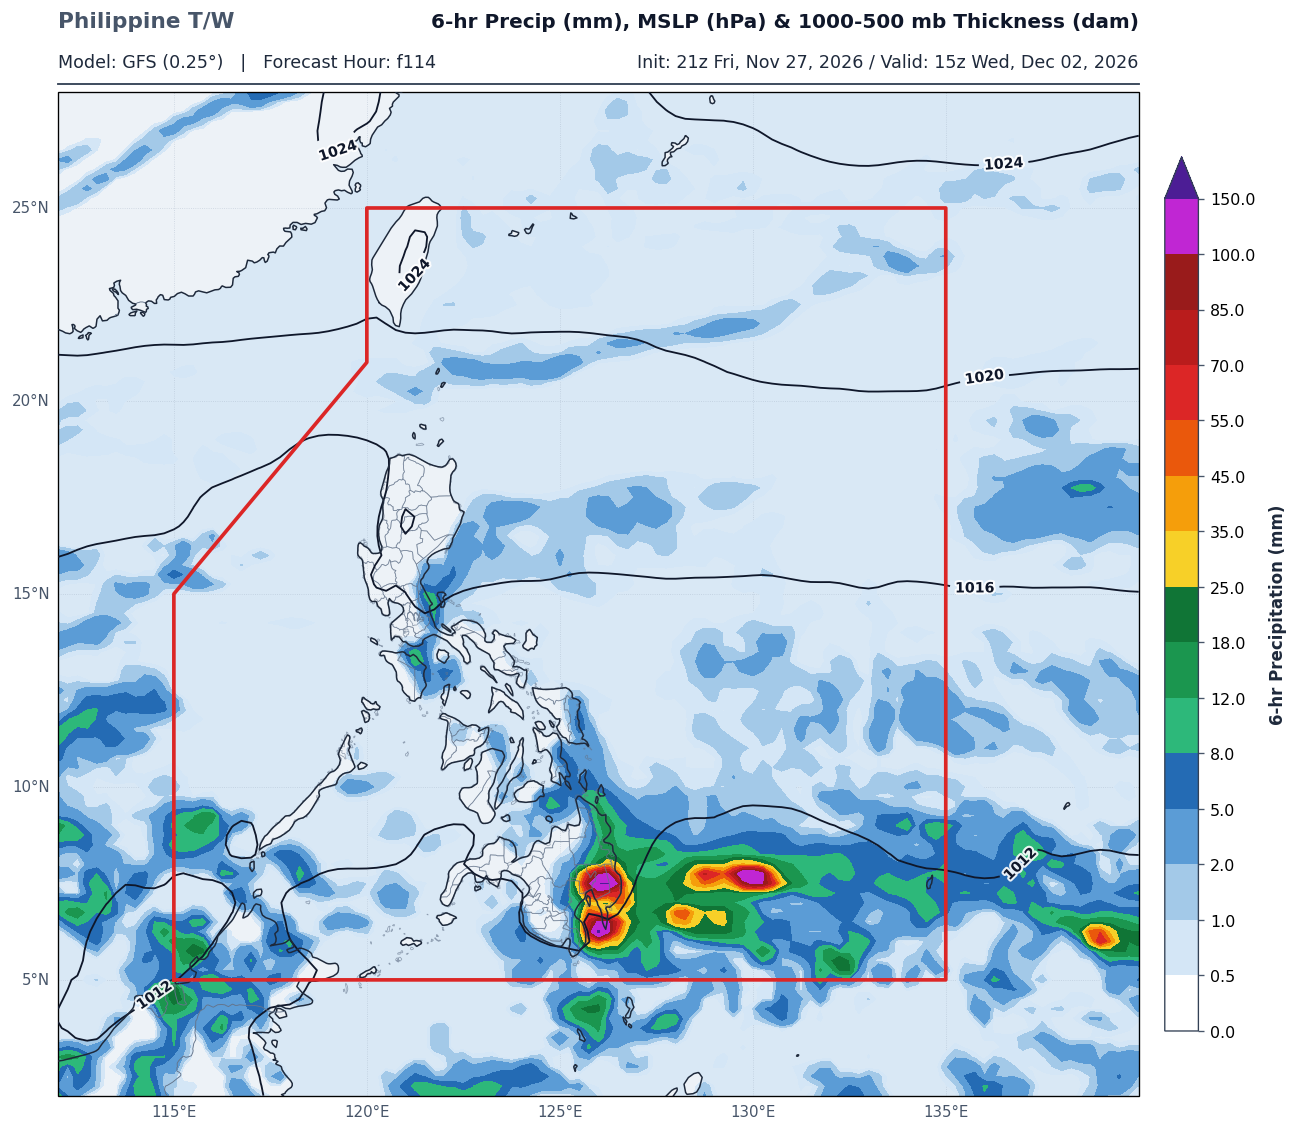 Philippine T/W
6-hr Precip (mm), MSLP (hPa) & 1000-500 mb Thickness (dam)
Model: GFS (0.25°) | Forecast Hour: f114
Init: 21z Fri, Nov 27, 2026 / Valid: 15z Wed, Dec 02, 2026
1024
1024
1024
1020
1016
1012
1012
25°N
20°N
15°N
10°N
5°N
115°E
120°E
125°E
130°E
135°E
150.0
100.0
85.0
70.0
55.0
45.0
35.0
25.0
18.0
12.0
8.0
5.0
2.0
1.0
0.5
0.0
6-hr Precipitation (mm)